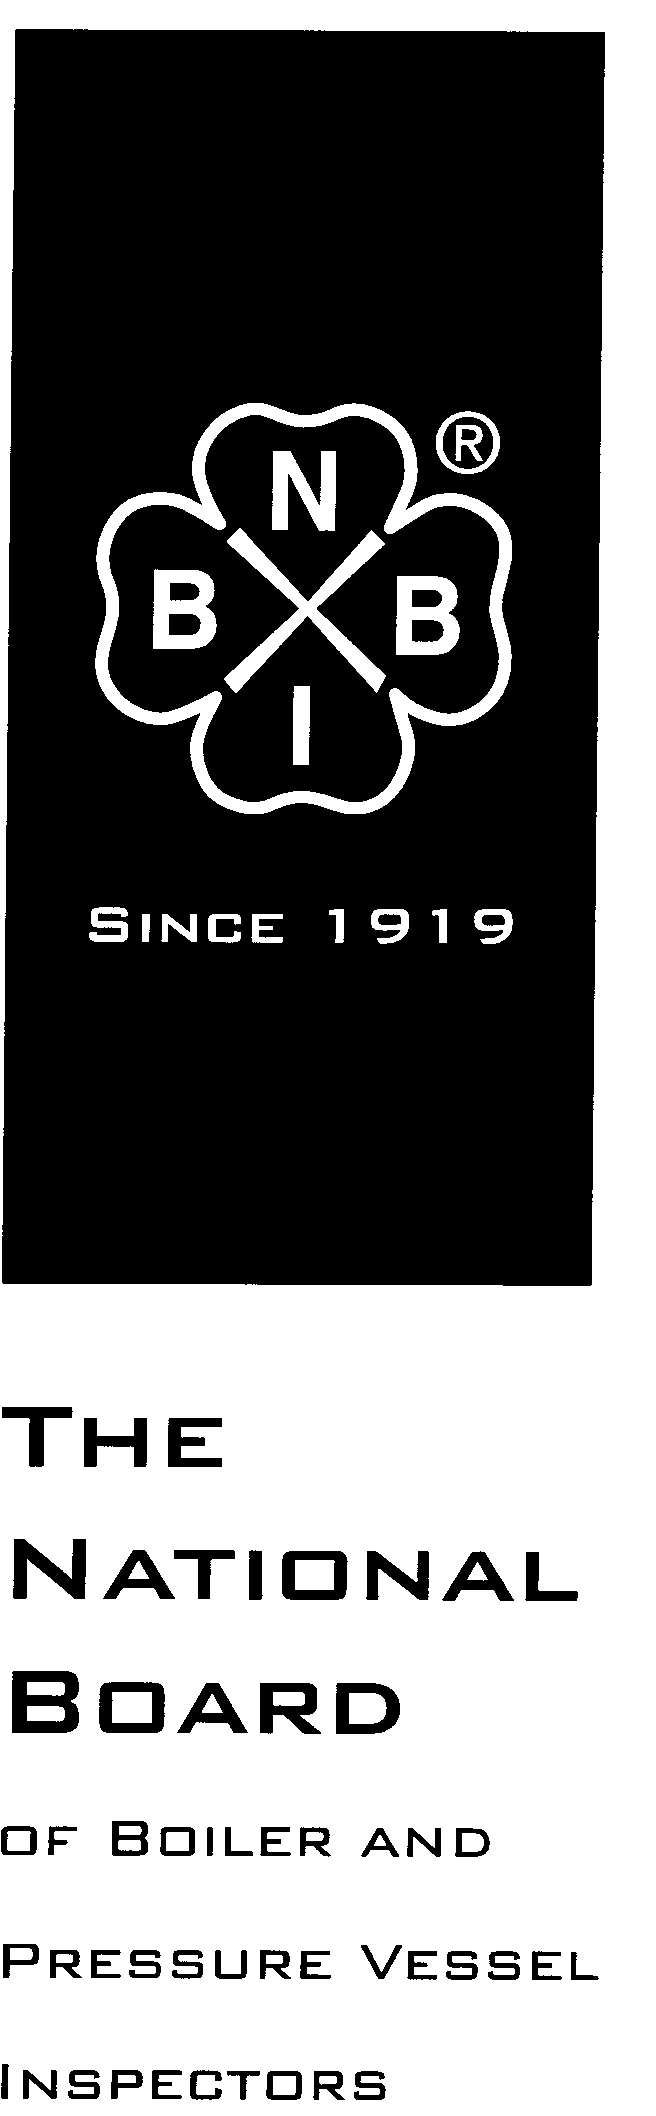 N ®
B B
I
SINCE 1919
THE
NATIONAL
BOARD
OF BOILER AND
PRESSURE VESSEL
INSPECTORS